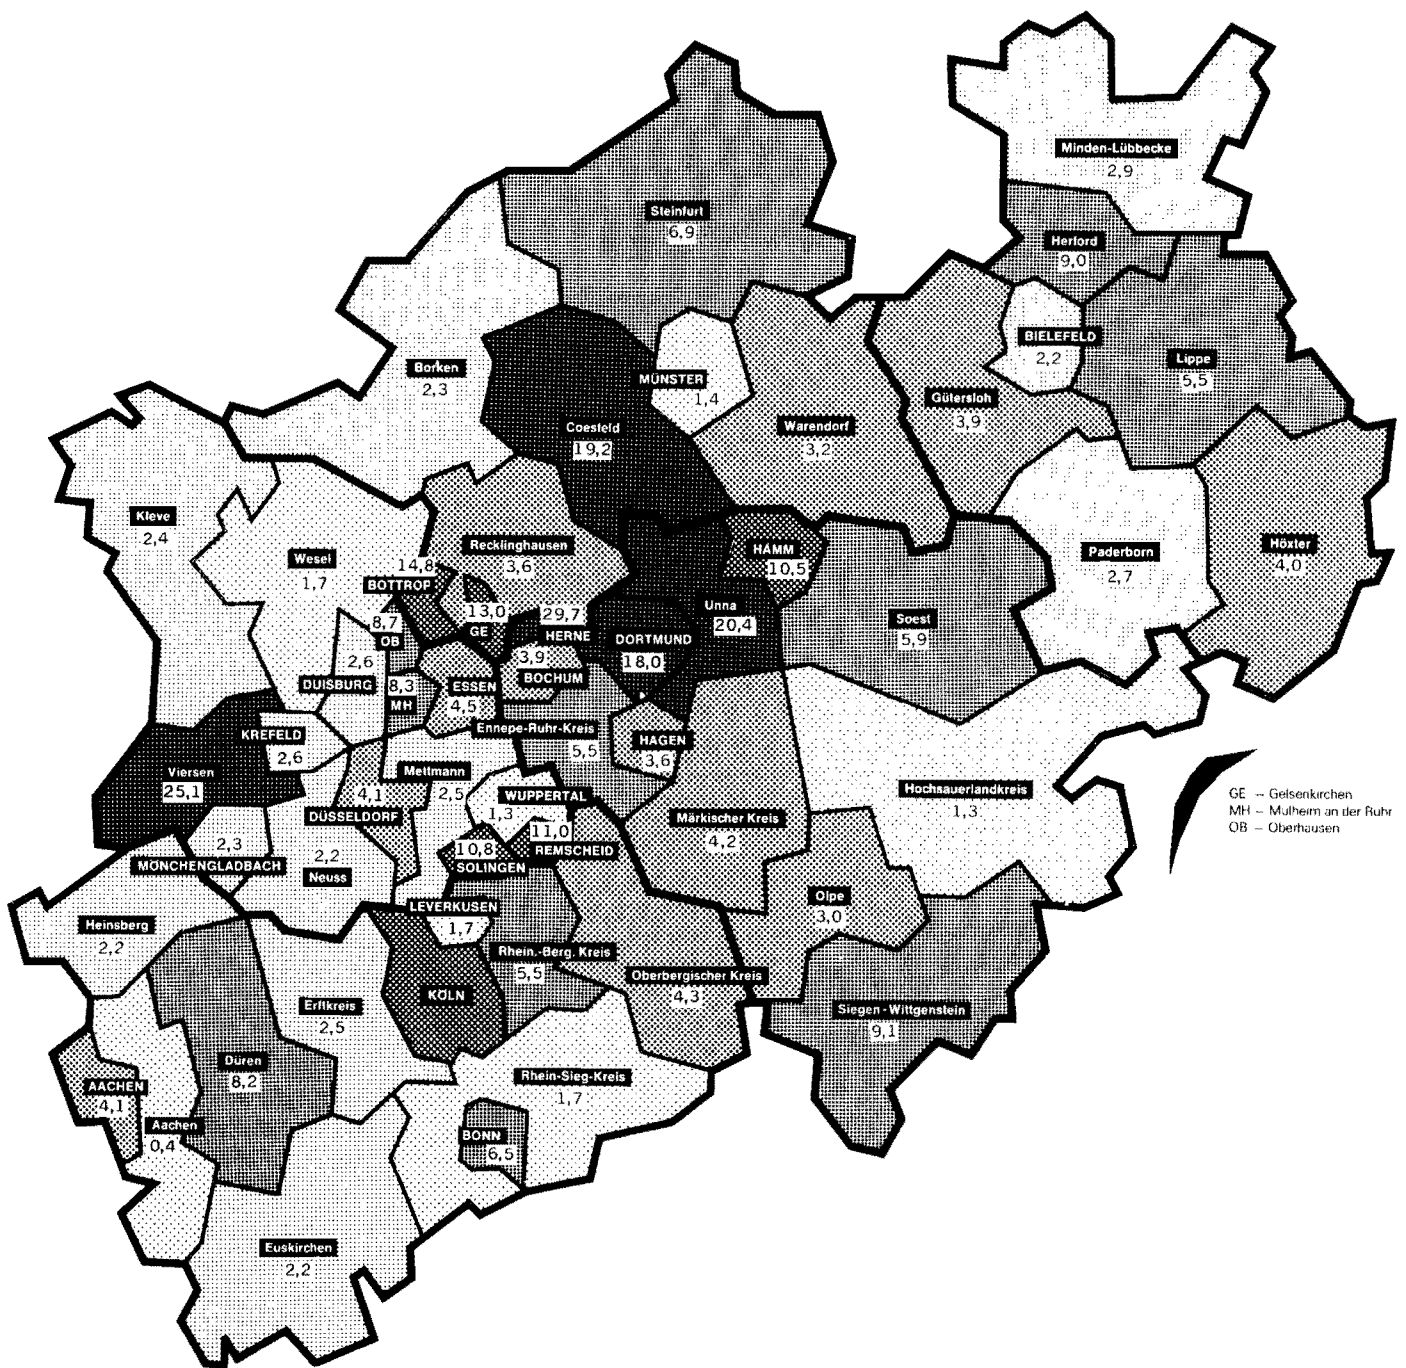 Minden-Lübbecke
2,9
Steinfurt
6,9
Herford
9,0
BIELEFELD
2,2
Lippe
5,5
Borken
2,3
MÜNSTER
1,4
Gütersloh
3,9
Coesfeld
19,2
Warendorf
3,2
Kleve
2,4
Wesel
1,7
Recklinghausen
3,6
HAMM
10,5
Paderborn
2,7
Höxter
4,0
14,8
BOTTROP
13,0
GE
29,7
HERNE
Unna
20,4
Soest
5,9
8,7
OB
DORTMUND
18,0
3,9
BOCHUM
2,6
DUISBURG
8,3
MH
ESSEN
4,5
Ennepe-Ruhr-Kreis
5,5
HAGEN
3,6
KREFELD
2,6
Viersen
25,1
Mettmann
2,5
4,1
DÜSSELDORF
WUPPERTAL
1,3
11,0
REMSCHEID
Märkischer Kreis
4,2
Hochsauerlandkreis
1,3
GE – Gelsenkirchen
MH – Mulheim an der Ruhr
OB – Oberhausen
2,3
MÖNCHENGLADBACH
2,2
Neuss
10,8
SOLINGEN
Olpe
3,0
Heinsberg
2,2
LEVERKUSEN
1,7
Rhein.-Berg. Kreis
5,5
Oberbergischer Kreis
4,3
KÖLN
Erftkreis
2,5
Siegen-Wittgenstein
9,1
Düren
8,2
AACHEN
4,1
Aachen
0,4
Rhein-Sieg-Kreis
1,7
BONN
6,5
Euskirchen
2,2